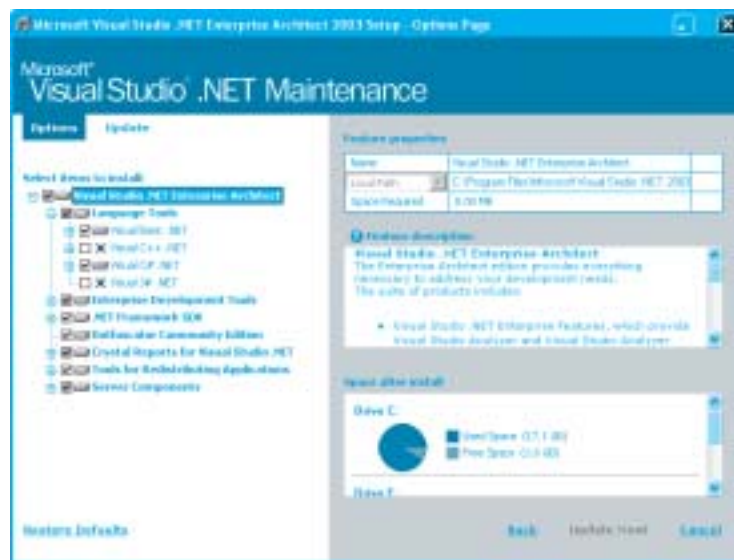 Microsoft Visual Studio .NET Enterprise Architect 2003 Setup - Options Page
Microsoft
Visual Studio .NET Maintenance
Options
Update
Select items to install:
Visual Studio .NET Enterprise Architect
Language Tools
Visual Basic .NET
Visual C++ .NET
Visual C# .NET
Visual J# .NET
Enterprise Development Tools
.NET Framework SDK
Dotfuscator Community Edition
Crystal Reports for Visual Studio .NET
Tools for Redistributing Applications
Server Components
Restore Defaults
Feature properties
Name
Visual Studio .NET Enterprise Architect
Local Path
C:\Program Files\Microsoft Visual Studio .NET 2003
Space Required
Feature description
Visual Studio .NET Enterprise Architect
The Enterprise Architect edition provides everything
necessary to address your development needs.
The suite of products includes:
Visual Studio .NET Enterprise Features, which provide
Visual Studio Analyzer and Visual Studio Analyzer
Space after install
Drive C:
Used Space
Free Space
Drive F
Back
Update Now!
Cancel